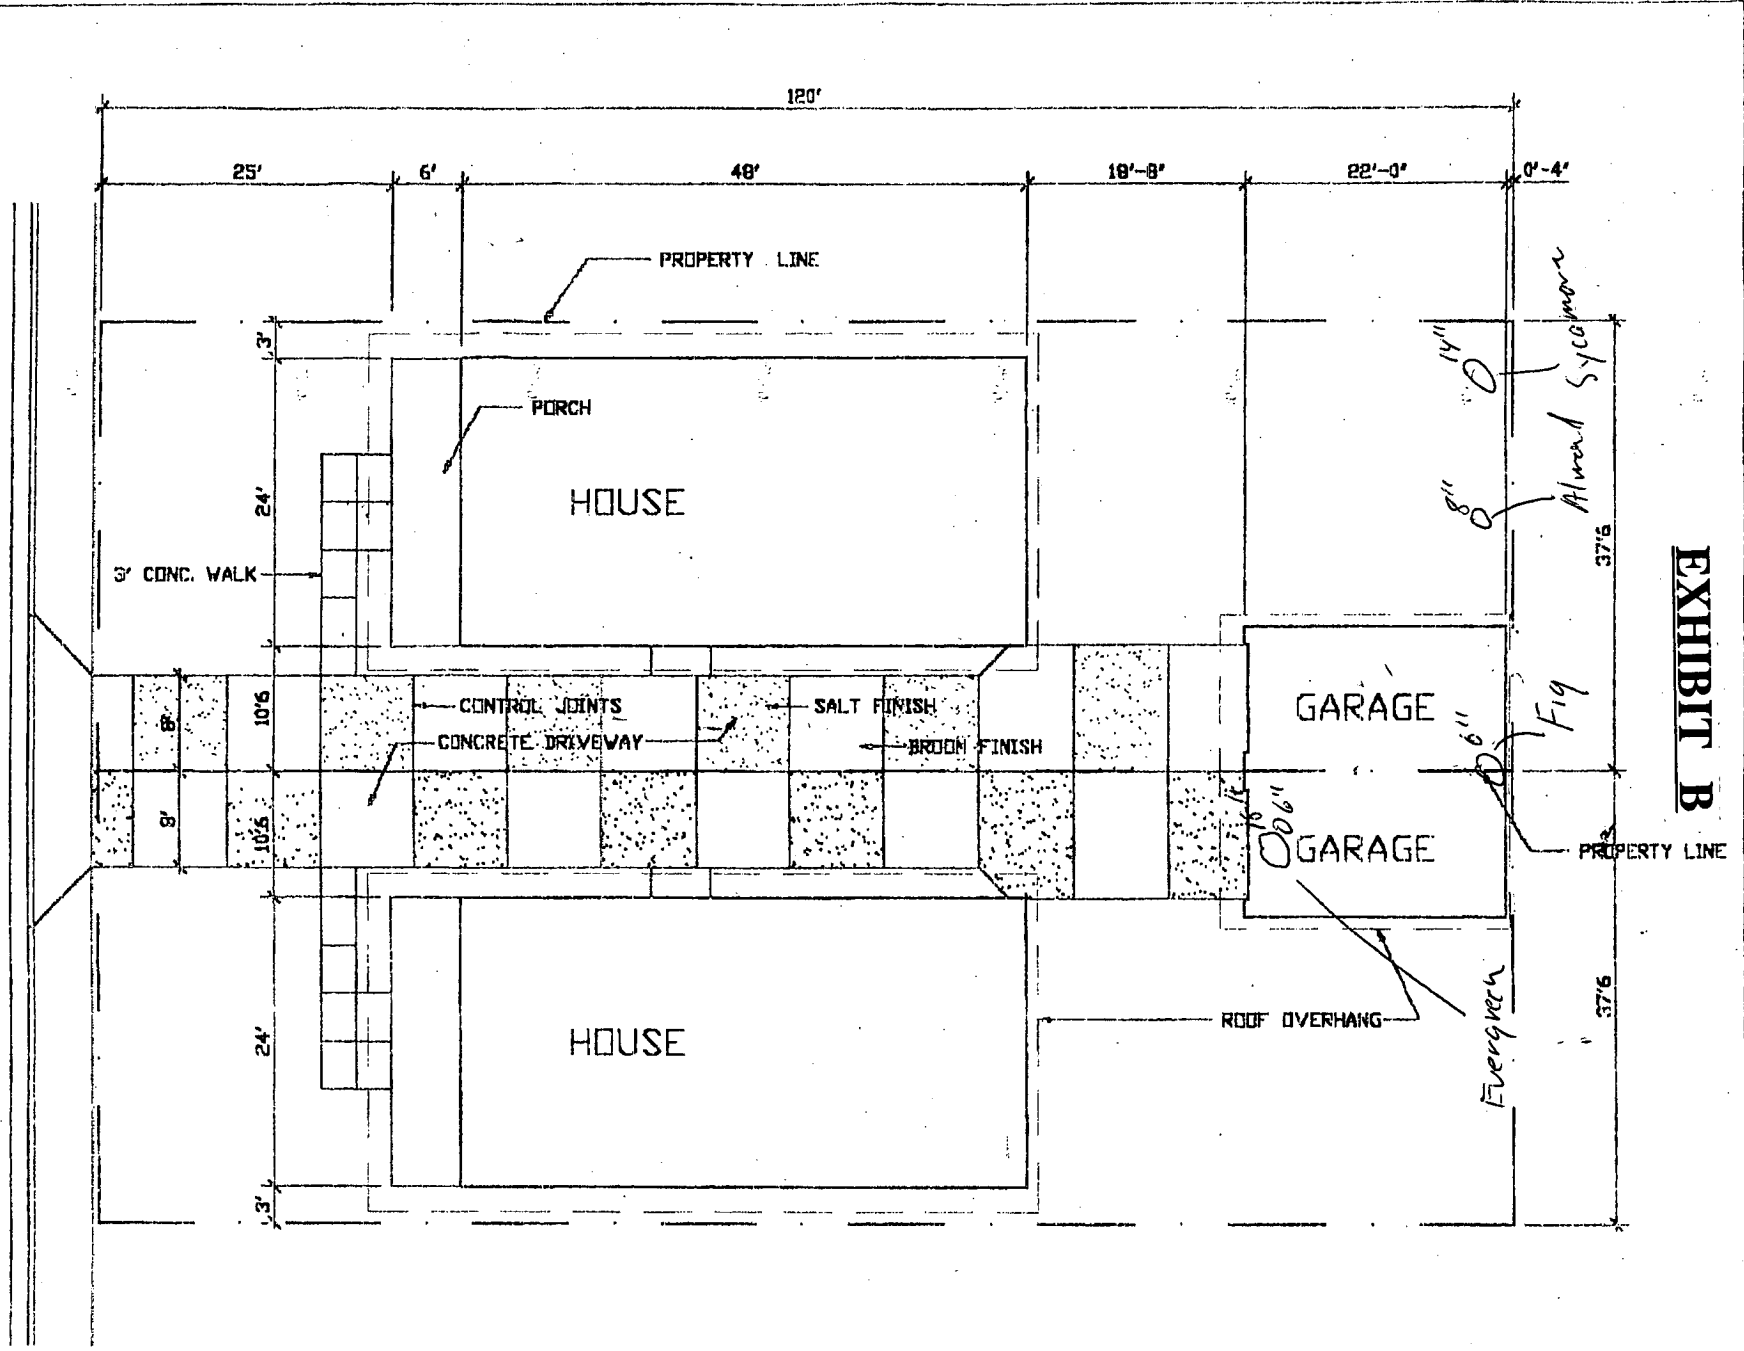 120'
25'
6'
48'
18'-8"
22'-0"
0'-4"
PROPERTY LINE
3'
PORCH
HOUSE
24'
3' CONC. WALK
14"
Sycamore
8"
Almond
37'6
EXHIBIT B
10'6
8'
CONTROL JOINTS
SALT FINISH
CONCRETE DRIVEWAY
BROOM FINISH
GARAGE
6"
Fig
8'
10'6
16"
6"
GARAGE
PROPERTY LINE
24'
HOUSE
ROOF OVERHANG
Evergreen
37'6
3'